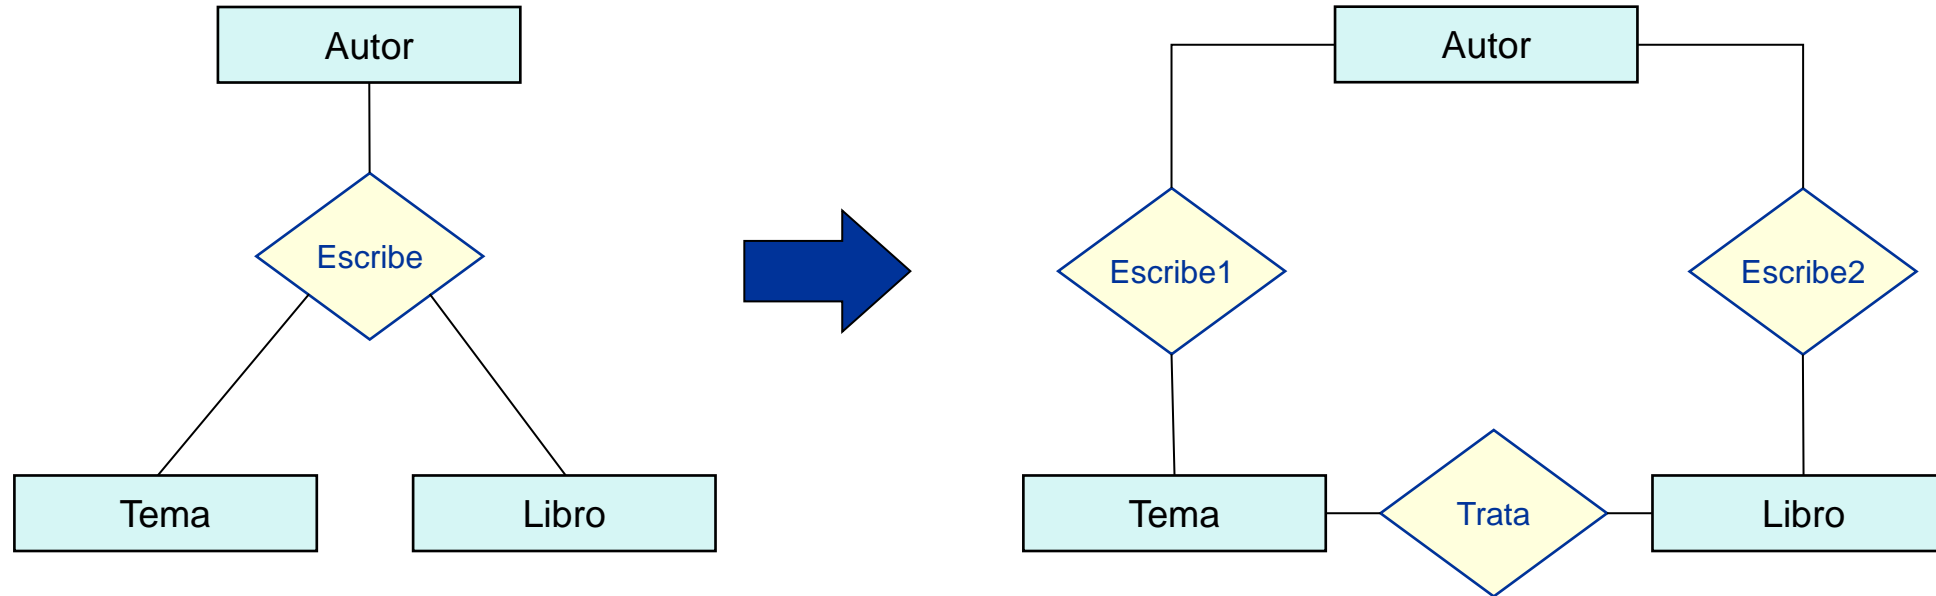 Autor
Escribe
Tema
Libro
Autor
Escribe1
Escribe2
Tema
Trata
Libro